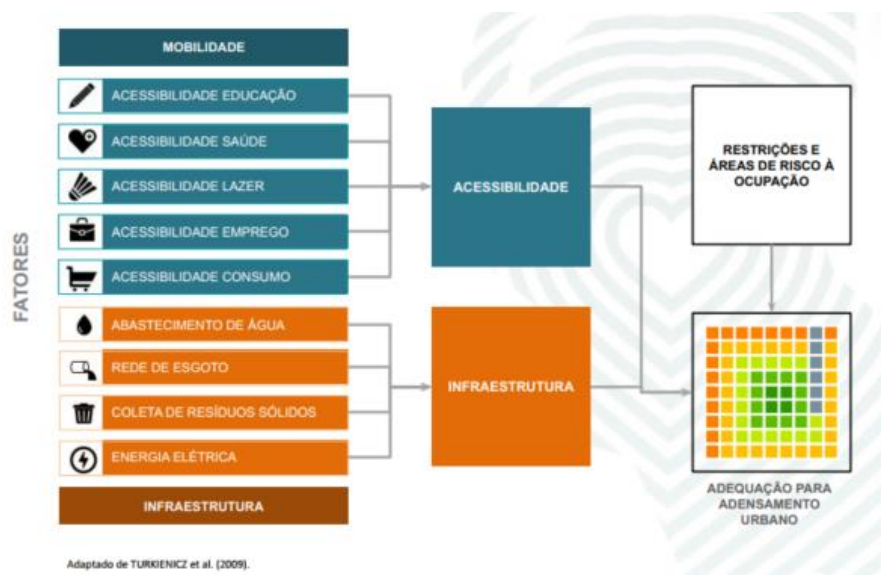 FATORES
MOBILIDADE
ACESSIBILIDADE EDUCAÇÃO
ACESSIBILIDADE SAÚDE
ACESSIBILIDADE LAZER
ACESSIBILIDADE EMPREGO
ACESSIBILIDADE CONSUMO
ABASTECIMENTO DE ÁGUA
REDE DE ESGOTO
COLETA DE RESÍDUOS SÓLIDOS
ENERGIA ELÉTRICA
INFRAESTRUTURA
ACESSIBILIDADE
INFRAESTRUTURA
RESTRIÇÕES E
ÁREAS DE RISCO À
OCUPAÇÃO
ADEQUAÇÃO PARA
ADENSAMENTO
URBANO
Adaptado de TURKIENICZ et al. (2009).